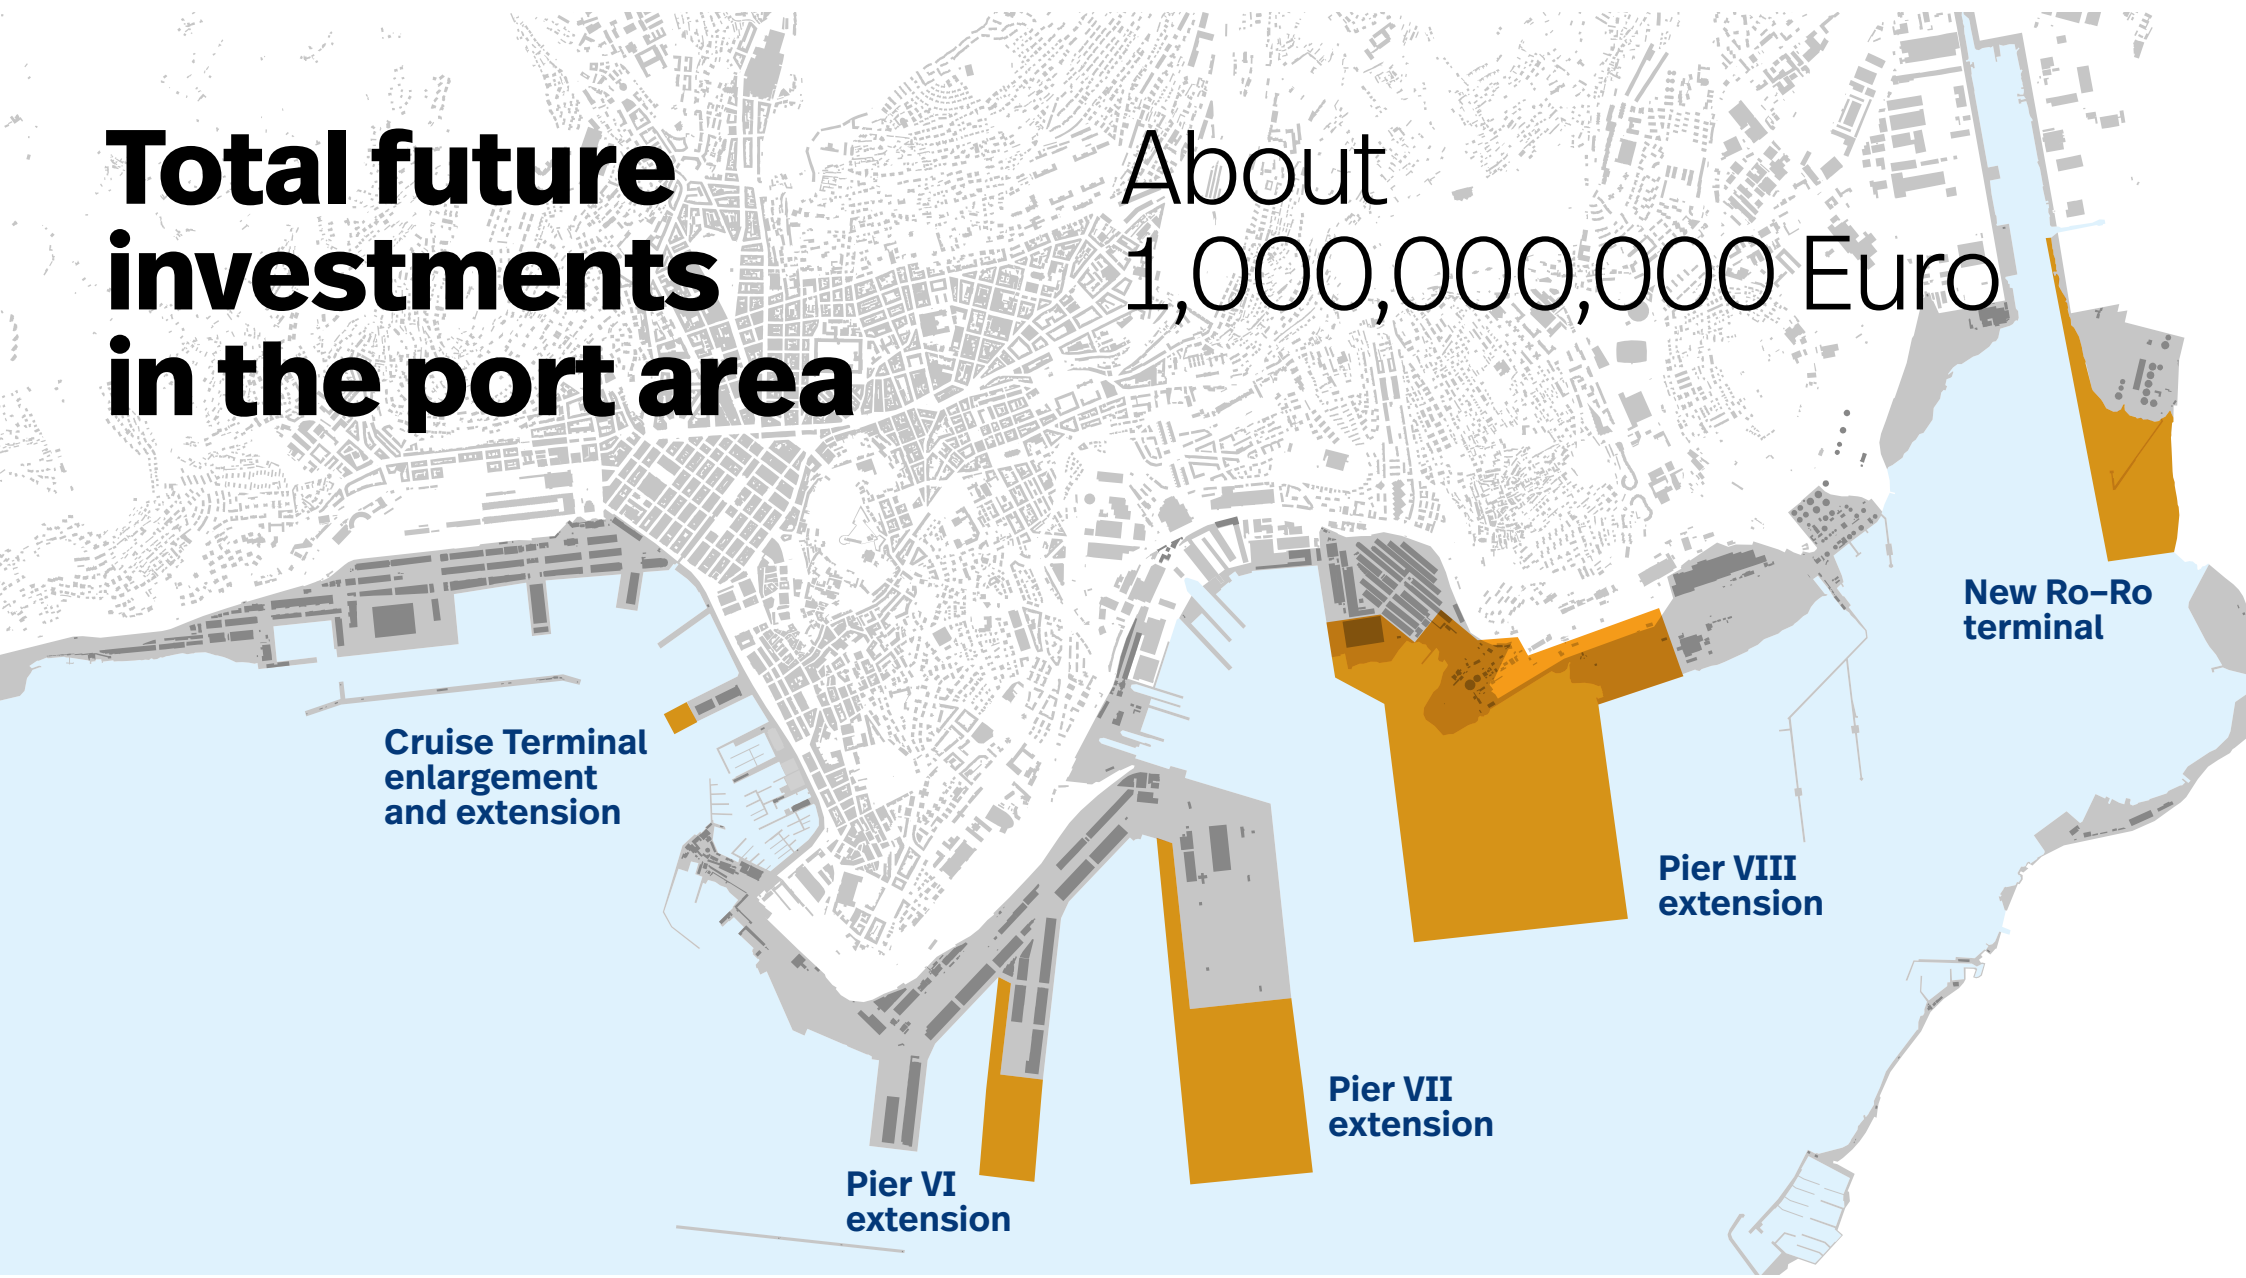 Total future
investments
in the port area
About
1,000,000,000 Euro
New Ro–Ro
terminal
Cruise Terminal
enlargement
and extension
Pier VIII
extension
Pier VII
extension
Pier VI
extension